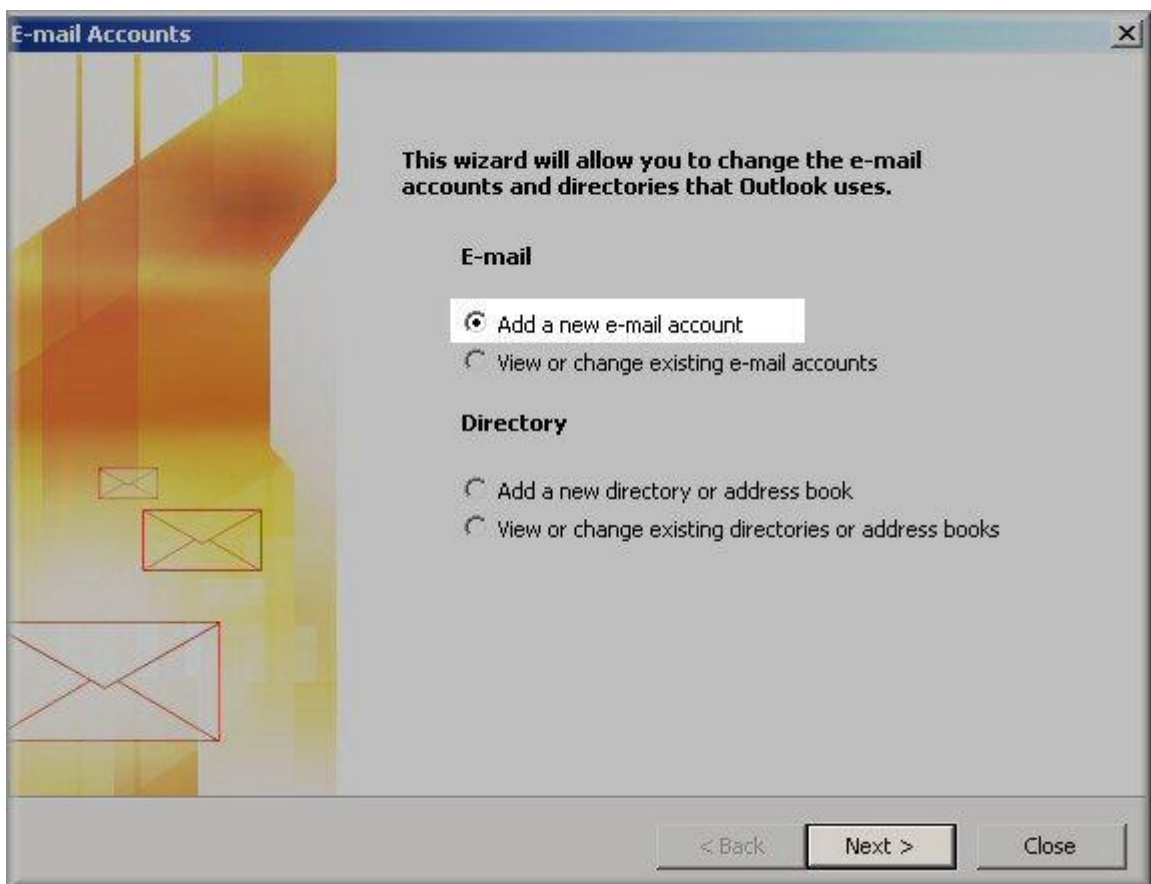 E-mail Accounts
This wizard will allow you to change the e-mail
accounts and directories that Outlook uses.
E-mail
Add a new e-mail account
View or change existing e-mail accounts
Directory
Add a new directory or address book
View or change existing directories or address books
< Back Next > Close